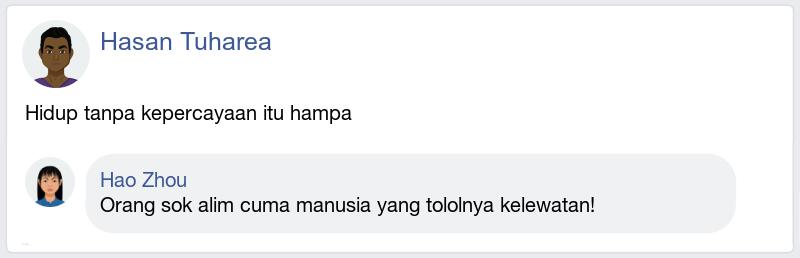 Hasan Tuharea
Hidup tanpa kepercayaan itu hampa
Hao Zhou
Orang sok alim cuma manusia yang tololnya kelewatan!